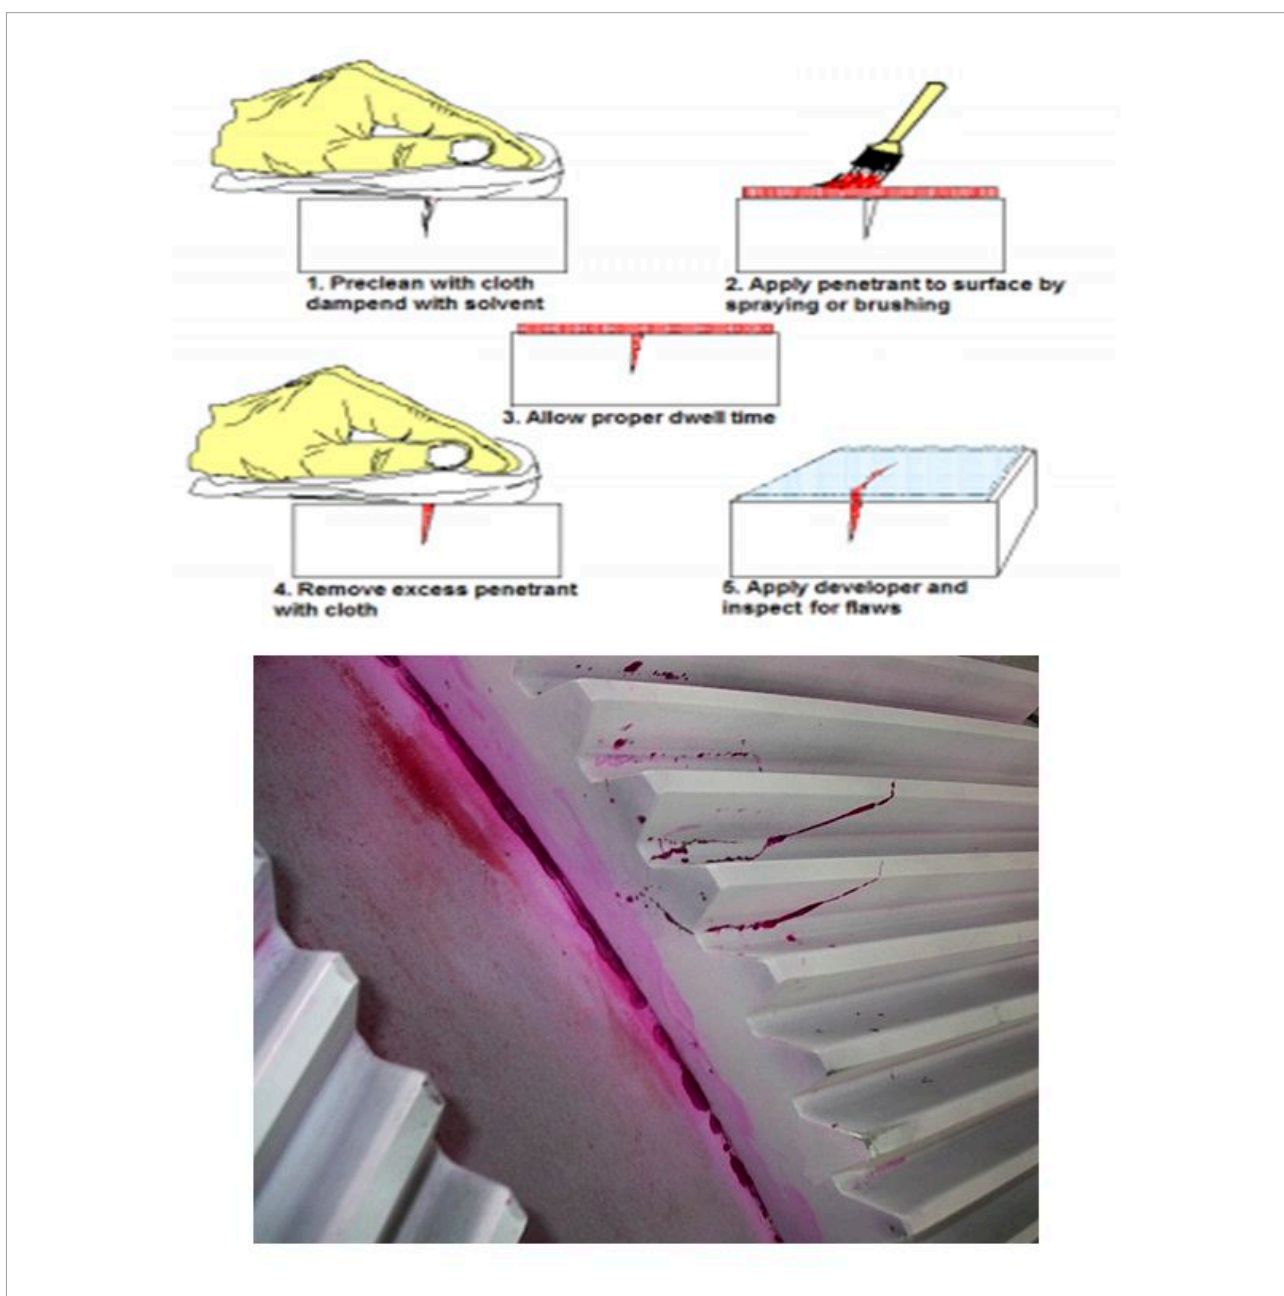 1. Preclean with cloth
dampend with solvent
2. Apply penetrant to surface by
spraying or brushing
3. Allow proper dwell time
4. Remove excess penetrant
with cloth
5. Apply developer and
inspect for flaws